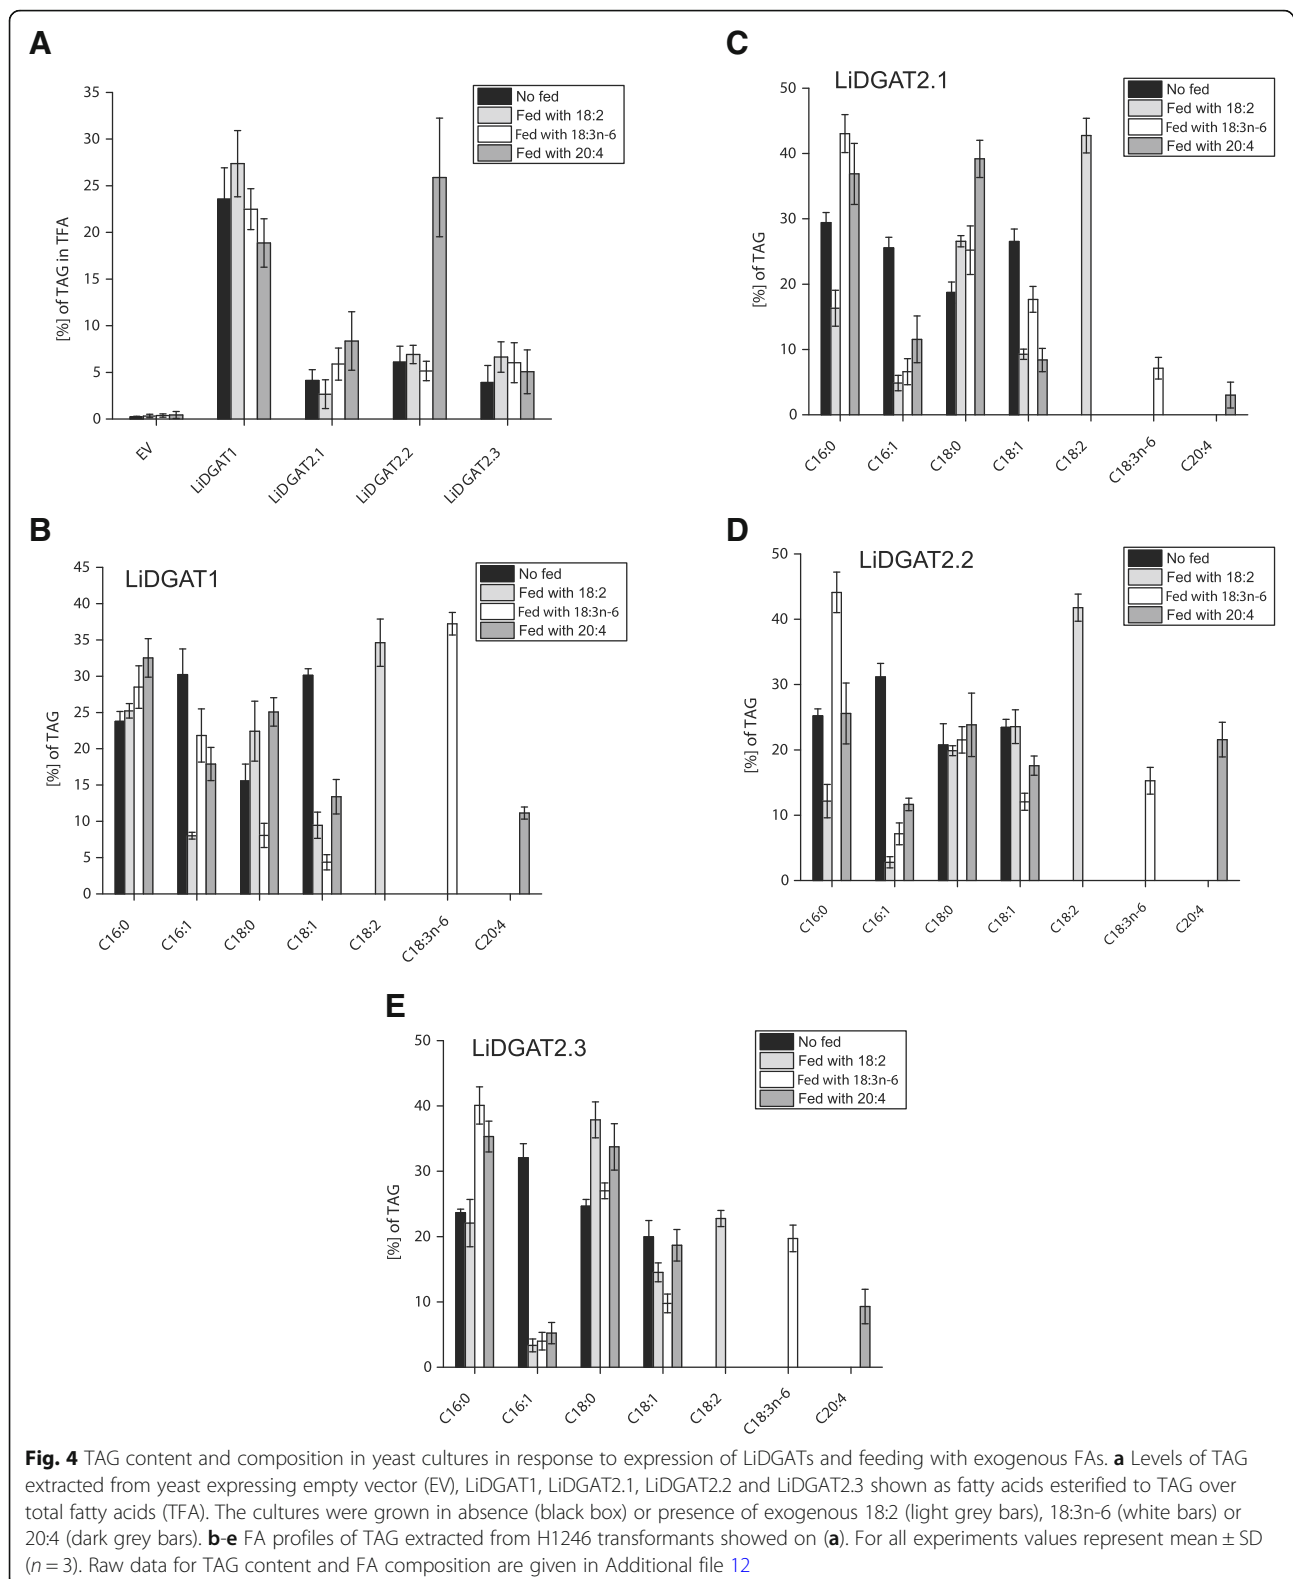 A
35
30
25
20
15
10
5
0
[%] of TAG in TFA
No fed
Fed with 18:2
Fed with 18:3n-6
Fed with 20:4
EV
LiDGAT1
LiDGAT2.1
LiDGAT2.2
LiDGAT2.3
C
LiDGAT2.1
50
40
30
20
10
0
[%] of TAG
No fed
Fed with 18:2
Fed with 18:3n-6
Fed with 20:4
C16:0
C16:1
C18:0
C18:1
C18:2
C18:3n-6
C20:4
B
LiDGAT1
45
40
35
30
25
20
15
10
5
0
[%] of TAG
No fed
Fed with 18:2
Fed with 18:3n-6
Fed with 20:4
C16:0
C16:1
C18:0
C18:1
C18:2
C18:3n-6
C20:4
D
LiDGAT2.2
50
40
30
20
10
0
[%] of TAG
No fed
Fed with 18:2
Fed with 18:3n-6
Fed with 20:4
C16:0
C16:1
C18:0
C18:1
C18:2
C18:3n-6
C20:4
E
LiDGAT2.3
50
40
30
20
10
0
[%] of TAG
No fed
Fed with 18:2
Fed with 18:3n-6
Fed with 20:4
C16:0
C16:1
C18:0
C18:1
C18:2
C18:3n-6
C20:4
Fig. 4 TAG content and composition in yeast cultures in response to expression of LiDGATs and feeding with exogenous FAs. a Levels of TAG
extracted from yeast expressing empty vector (EV), LiDGAT1, LiDGAT2.1, LiDGAT2.2 and LiDGAT2.3 shown as fatty acids esterified to TAG over
total fatty acids (TFA). The cultures were grown in absence (black box) or presence of exogenous 18:2 (light grey bars), 18:3n-6 (white bars) or
20:4 (dark grey bars). b-e FA profiles of TAG extracted from H1246 transformants showed on (a). For all experiments values represent mean ± SD
(n = 3). Raw data for TAG content and FA composition are given in Additional file 12